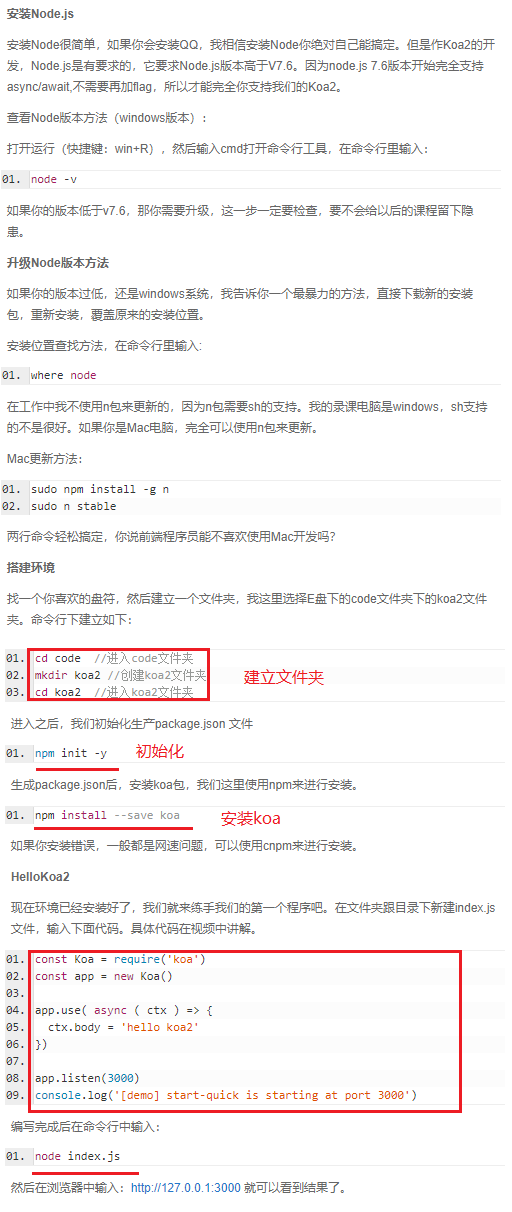 安装Node.js
安装Node很简单，如果你会安装QQ，我相信安装Node你绝对自己能搞定。但是作Koa2的开
发，Node.js是有要求的，它要求Node.js版本高于V7.6。因为node.js 7.6版本开始完全支持
async/await,不需要再加flag，所以才能完全你支持我们的Koa2。
查看Node版本方法（windows版本）：
打开运行（快捷键：win+R），然后输入cmd打开命令行工具，在命令行里输入：
01. node -v
如果你的版本低于v7.6，那你需要升级，这一步一定要检查，要不会给以后的课程留下隐
患。
升级Node版本方法
如果你的版本过低，还是windows系统，我告诉你一个最暴力的方法，直接下载新的安装
包，重新安装，覆盖原来的安装位置。
安装位置查找方法，在命令行里输入:
01. where node
在工作中我不使用n包来更新的，因为n包需要sh的支持。我的录课电脑是windows，sh支持
的不是很好。如果你是Mac电脑，完全可以使用n包来更新。
Mac更新方法：
01. sudo npm install -g n
02. sudo n stable
两行命令轻松搞定，你说前端程序员能不喜欢使用Mac开发吗？
搭建环境
找一个你喜欢的盘符，然后建立一个文件夹，我这里选择E盘下的code文件夹下的koa2文件
夹。命令行下建立如下：
01. cd code  //进入code文件夹
02. mkdir koa2 //创建koa2文件夹 建立文件夹
03. cd koa2  //进入koa2文件夹
进入之后，我们初始化生产package.json 文件
01. npm init -y 初始化
生成package.json后，安装koa包，我们这里使用npm来进行安装。
01. npm install --save koa 安装koa
如果你安装错误，一般都是网速问题，可以使用cnpm来进行安装。
HelloKoa2
现在环境已经安装好了，我们就来练手我们的第一个程序吧。在文件夹跟目录下新建index.js
文件，输入下面代码。具体代码在视频中讲解。
01. const Koa = require('koa')
02. const app = new Koa()
03.
04. app.use( async ( ctx ) => {
05.   ctx.body = 'hello koa2'
06. })
07.
08. app.listen(3000)
09. console.log('[demo] start-quick is starting at port 3000')
编写完成后在命令行中输入：
01. node index.js
然后在浏览器中输入：http://127.0.0.1:3000 就可以看到结果了。